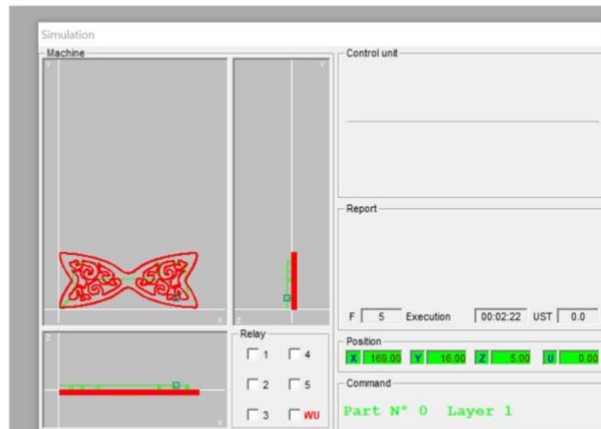 Simulation
Machine
Y
Y
X
Z
Z
Control unit
Report
F 5 Execution 00:02:22 UST 0.0
Position
X 169.00 Y 16.00 Z 5.00 U 0.00
Relay
1 4
2 5
3 WU
Command
Part N° 0 Layer 1